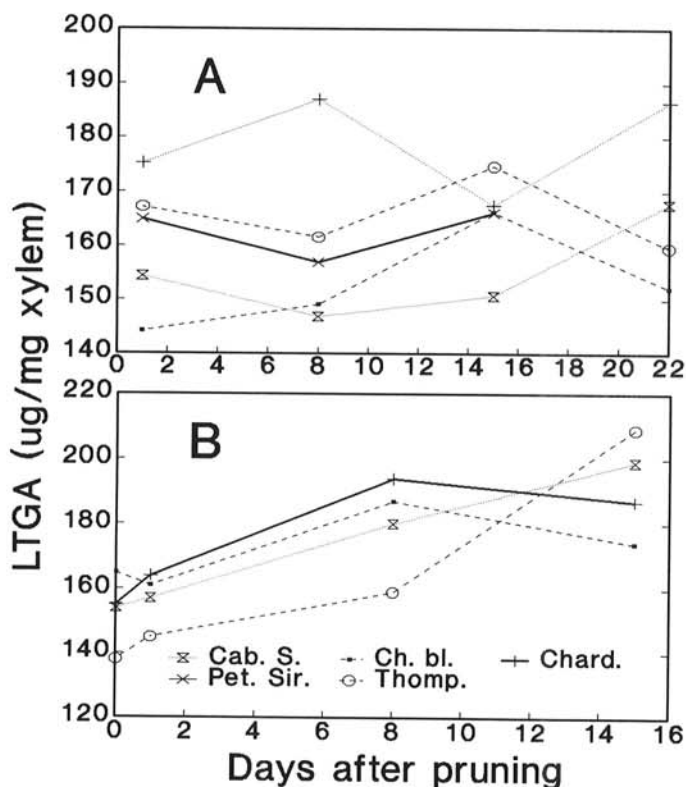 200
A
190
180
170
160
150
140
0 2 4 6 8 10 12 14 16 18 20 22
LTGA (ug/mg xylem)
220
B
200
180
160
140
Cab. S. Ch. bl. Chard.
Pet. Sir. Thomp.
120
0 2 4 6 8 10 12 14 16
Days after pruning